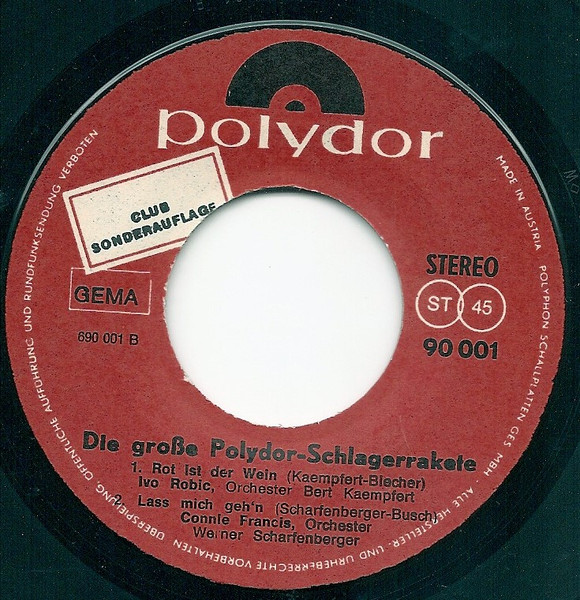 polydor
CLUB
SONDERAUFLAGE
GEMA
690 001 B
STEREO
ST 45
90 001
Die große Polydor-Schlagerrakete
1. Rot ist der Wein (Kaempfert-Blecher)
Ivo Robic, Orchester Bert Kaempfert
2. Lass mich geh'n (Scharfenberger-Busch)
Connie Francis, Orchester
Werner Scharfenberger
MADE IN AUSTRIA POLYPHON SCHALLPLATTEN GES MBH · ALLE HERSTELLER- UND URHEBERRECHTE VORBEHALTEN ÜBERSPIELUNG, ÖFFENTLICHE AUFFÜHRUNG UND RUNDFUNKSENDUNG VERBOTEN